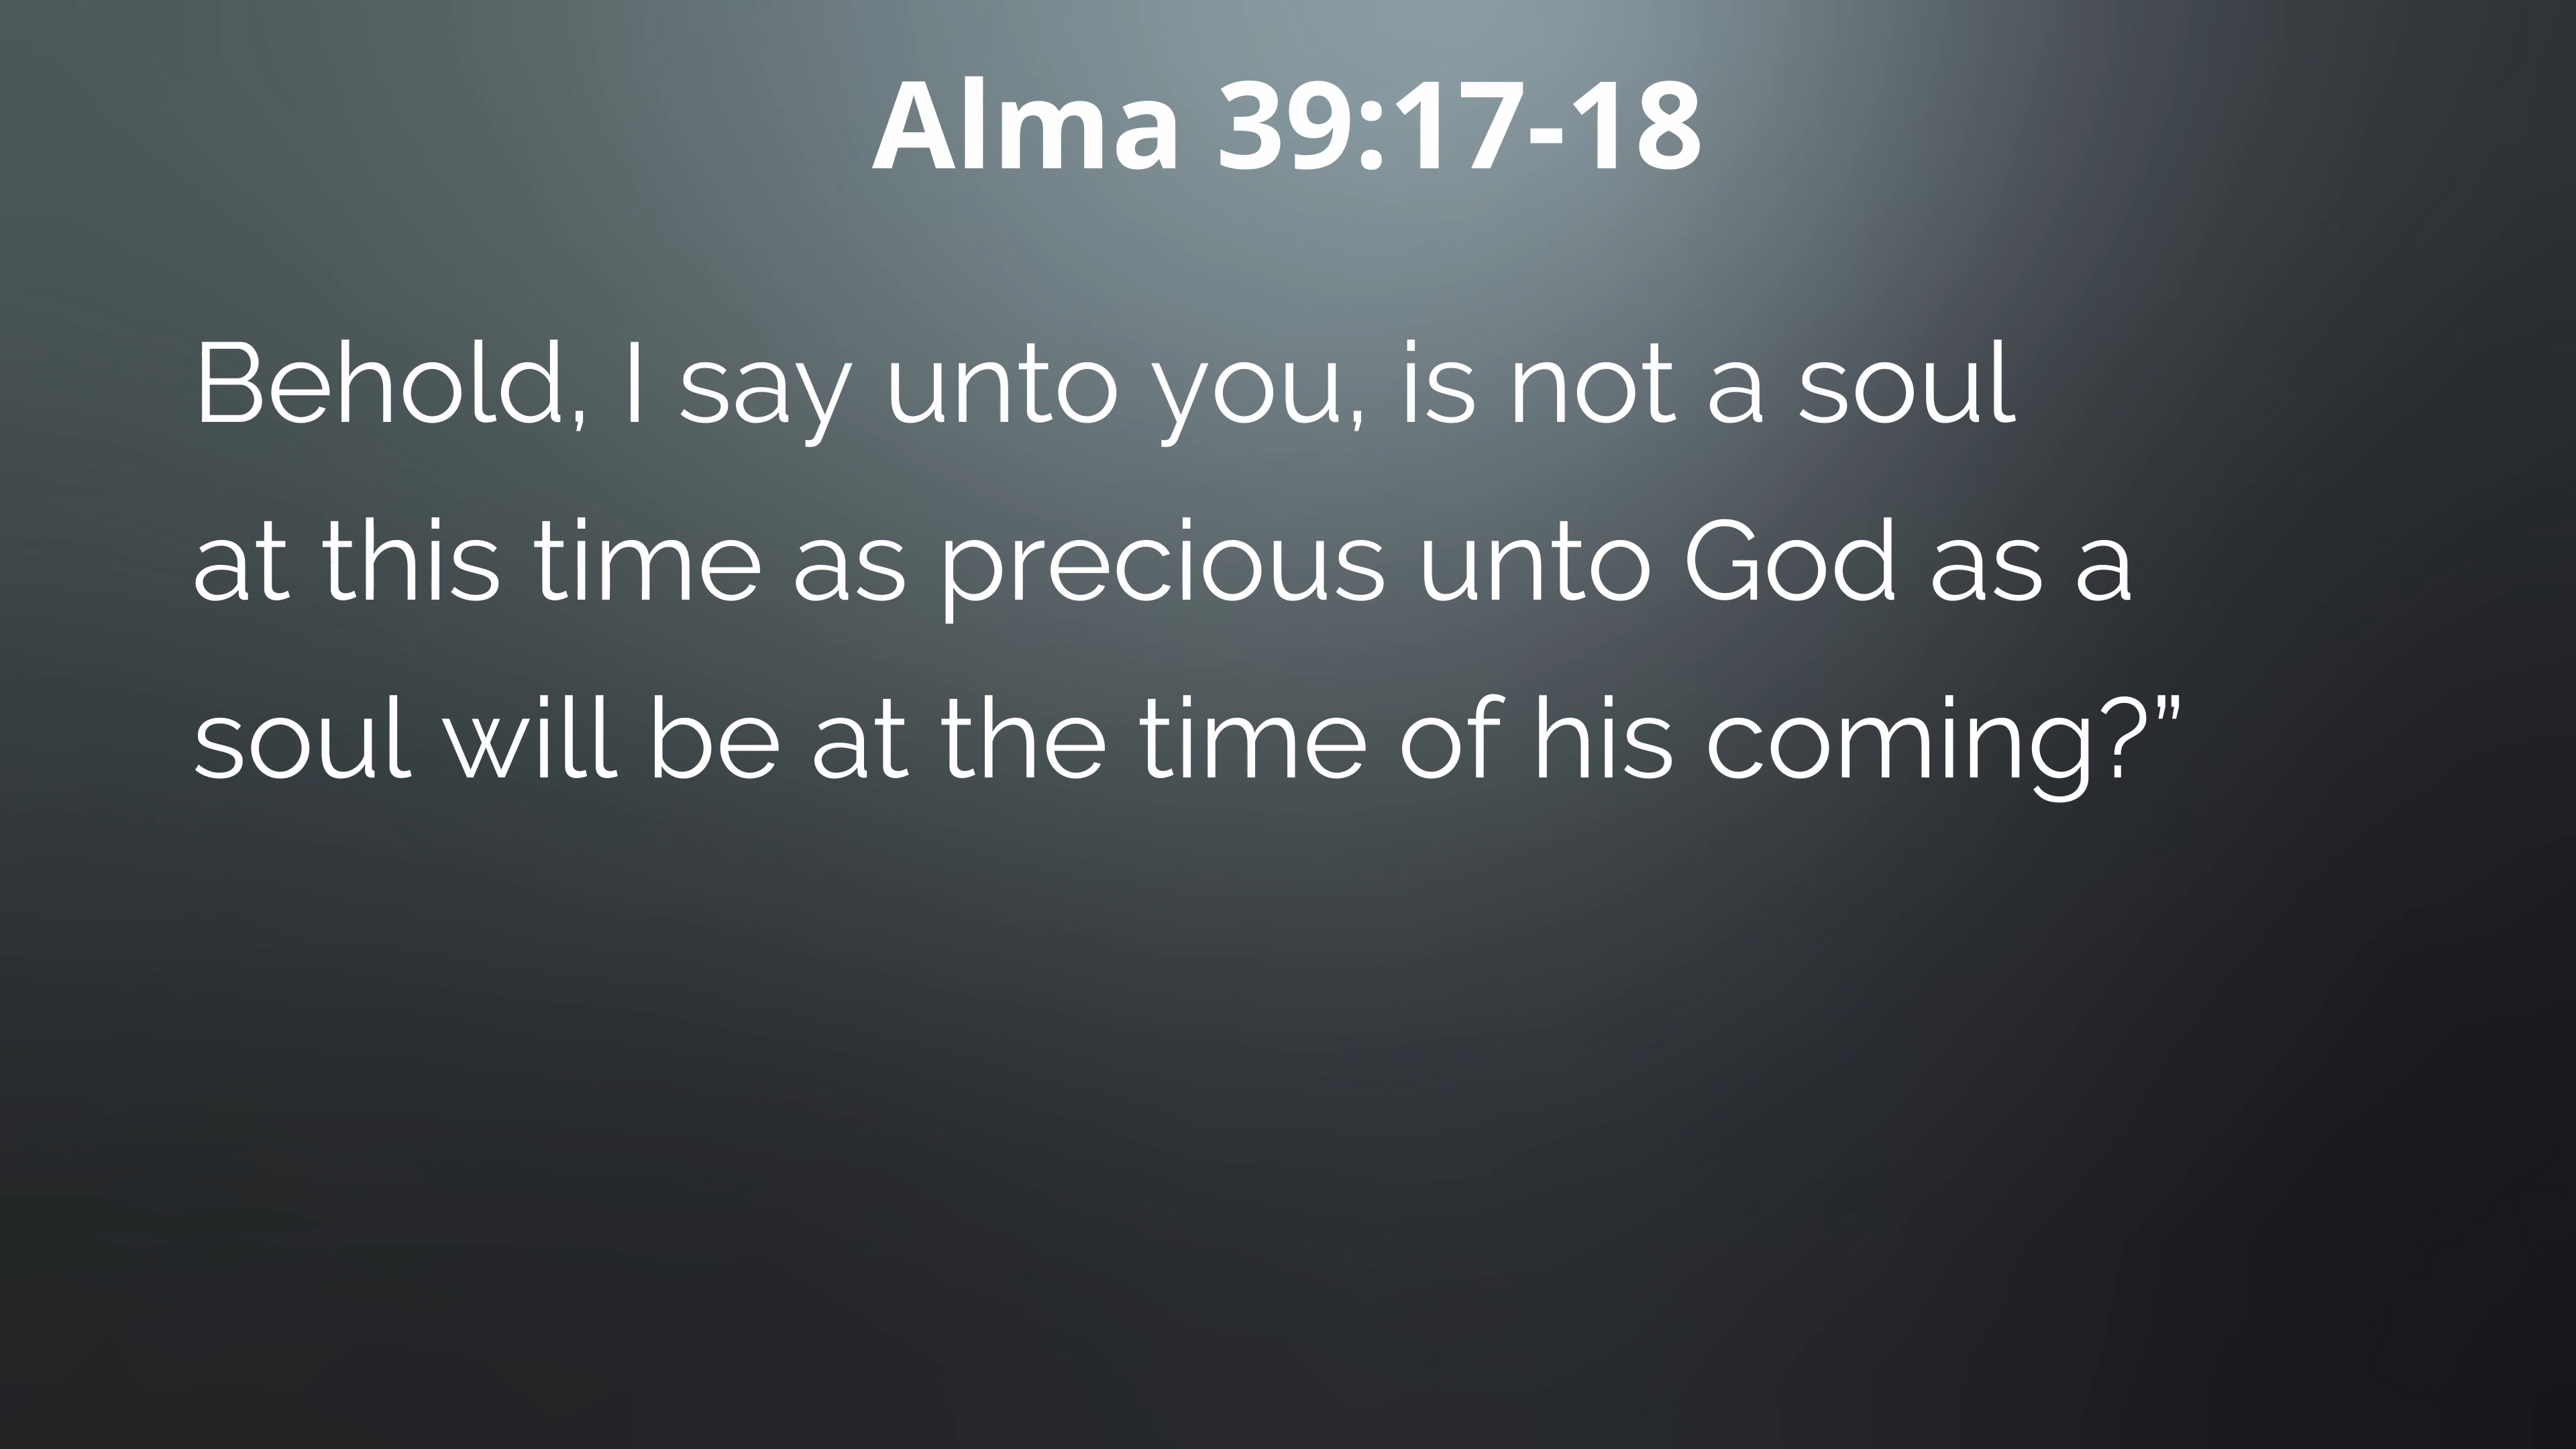 Alma 39:17-18
Behold, I say unto you, is not a soul
at this time as precious unto God as a
soul will be at the time of his coming?”